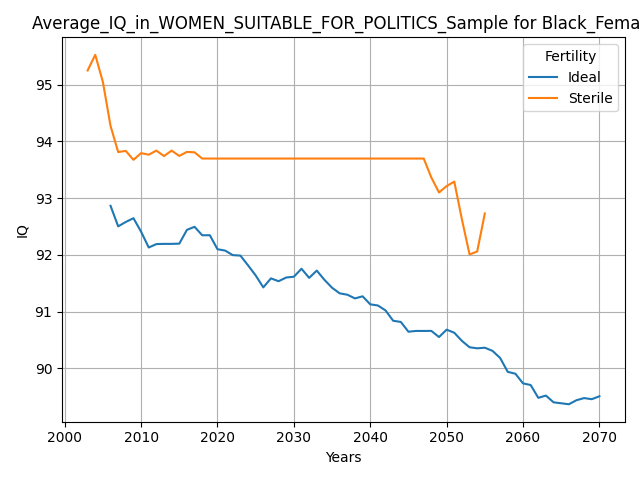 Average_IQ_in_WOMEN_SUITABLE_FOR_POLITICS_Sample for Black_Fema
Fertility
Ideal
Sterile
95
94
93
92
91
90
IQ
2000 2010 2020 2030 2040 2050 2060 2070
Years